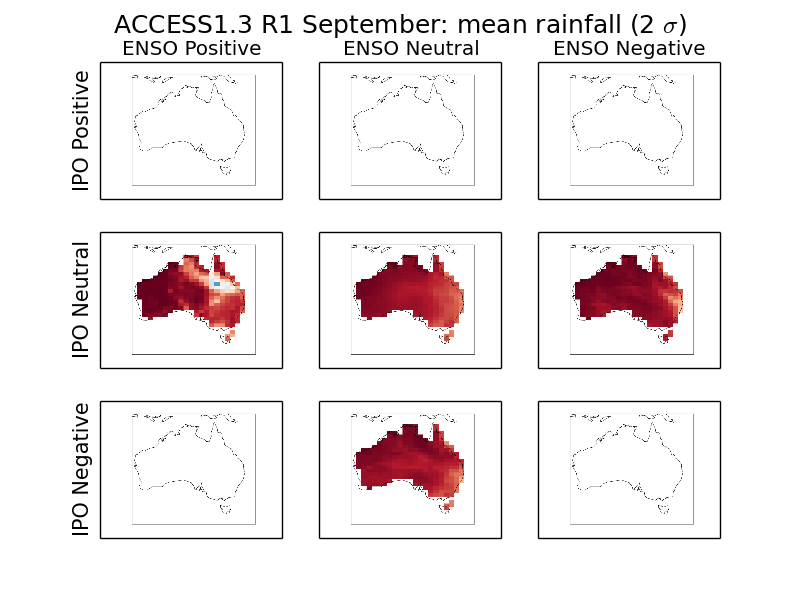 ACCESS1.3 R1 September: mean rainfall (2 σ)
ENSO Positive ENSO Neutral ENSO Negative
IPO Positive
IPO Neutral
IPO Negative